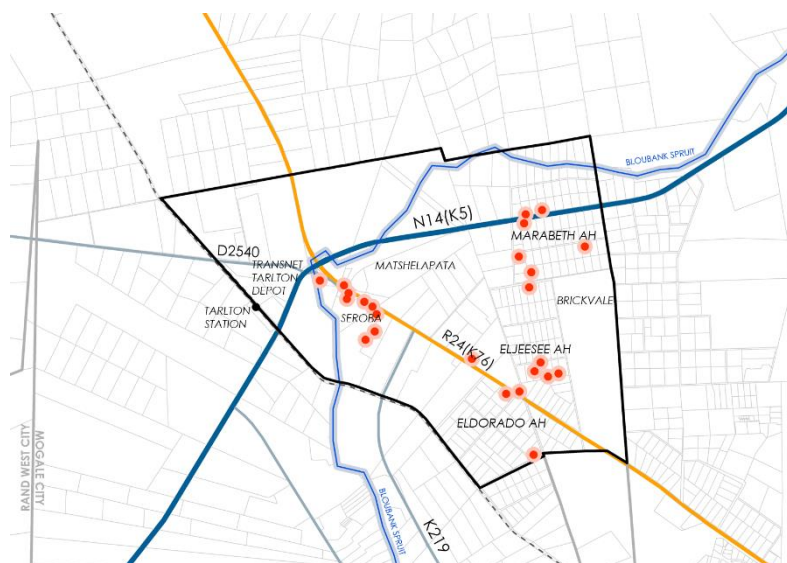 BLOUBANK SPRUIT
N14(K5)
MARABETH AH
D2540
TRANSNET
TARLTON
DEPOT
MATSHELAPATA
BRICKVALE
TARLTON
STATION
SEROBA
R24(K76)
ELJEESEE AH
ELDORADO AH
RAND WEST CITY
MOGALE CITY
BLOUBANK SPRUIT
K219